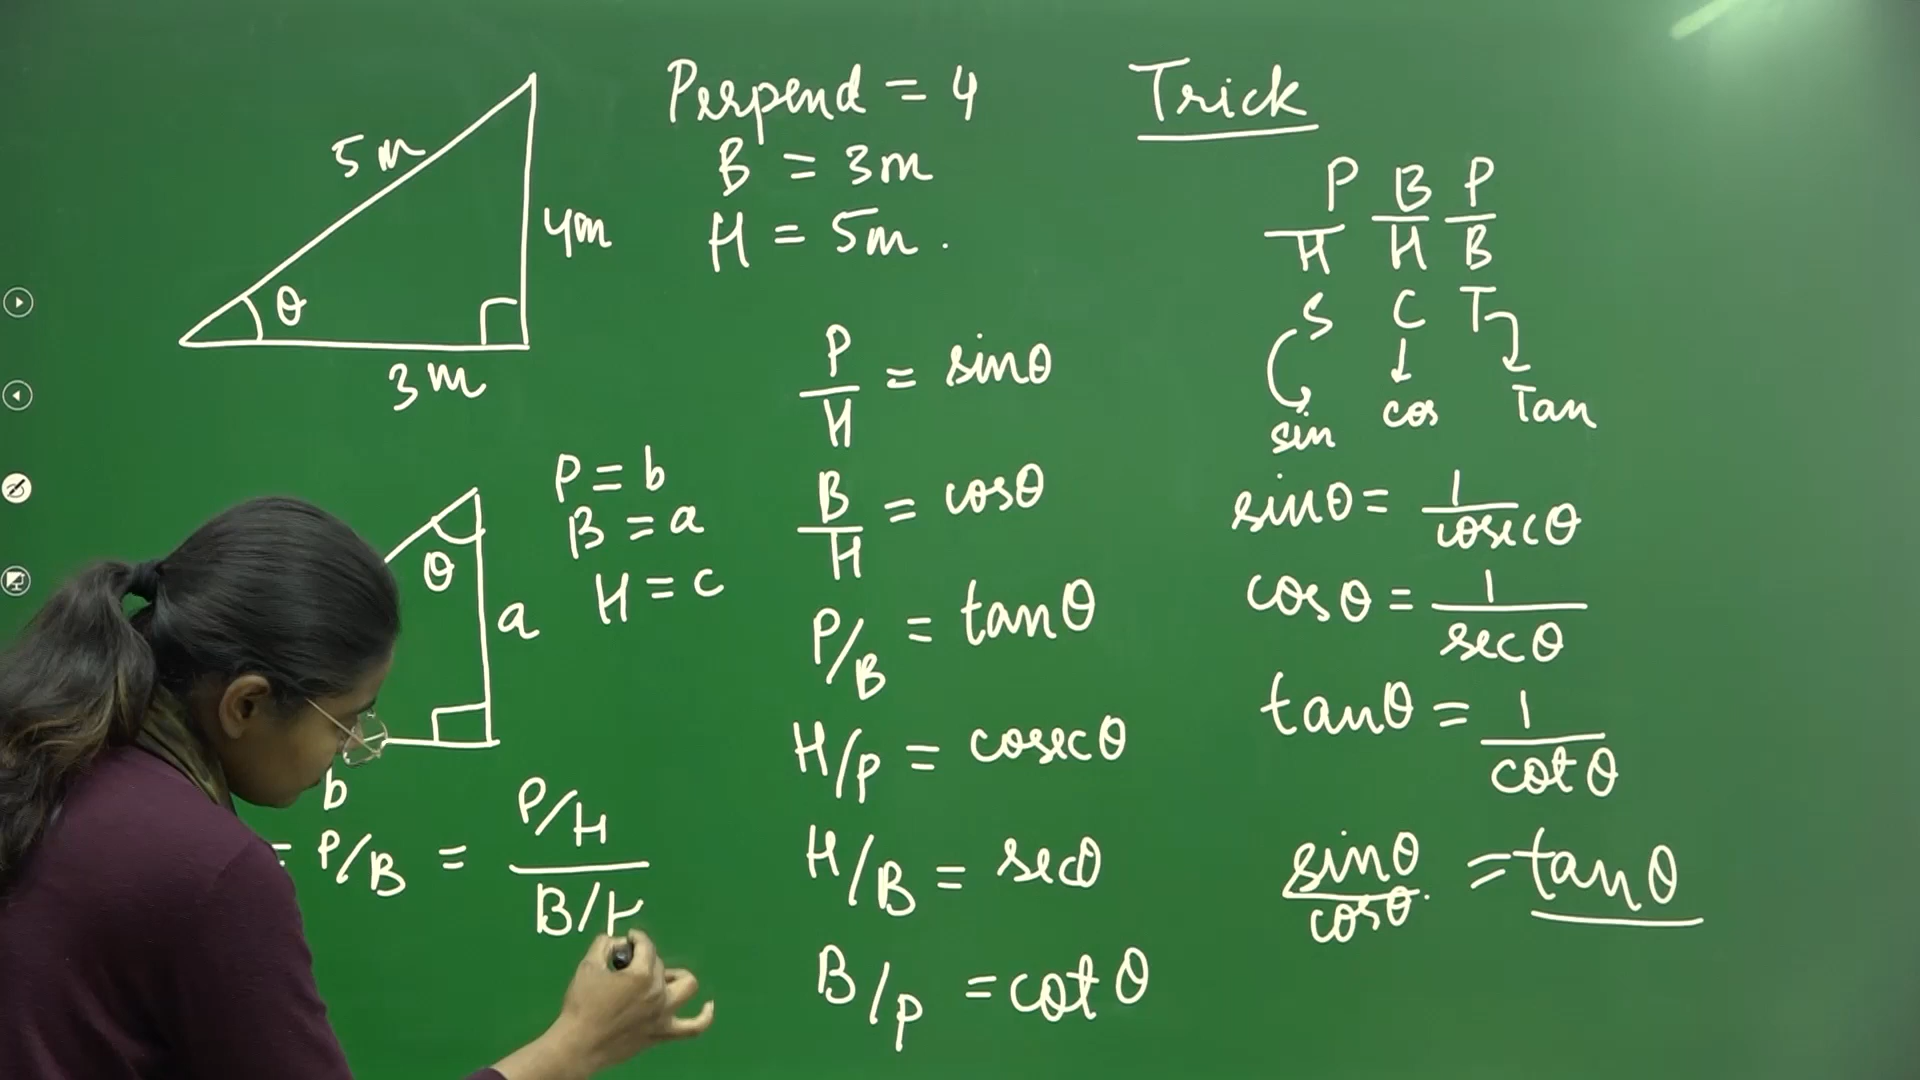 5m
4m
θ
3m
Perpend = 4
B = 3m
H = 5m.
P = b
B = a
H = c
θ
a
b
= P/B = P/H
B/H
P/H = sinθ
B/H = cosθ
P/B = tanθ
H/P = cosecθ
H/B = secθ
B/P = cotθ
Trick
P B P
H H B
S C T
sin cos Tan
sinθ = 1/cosecθ
cosθ = 1/secθ
tanθ = 1/cotθ
sinθ/cosθ. = tanθ